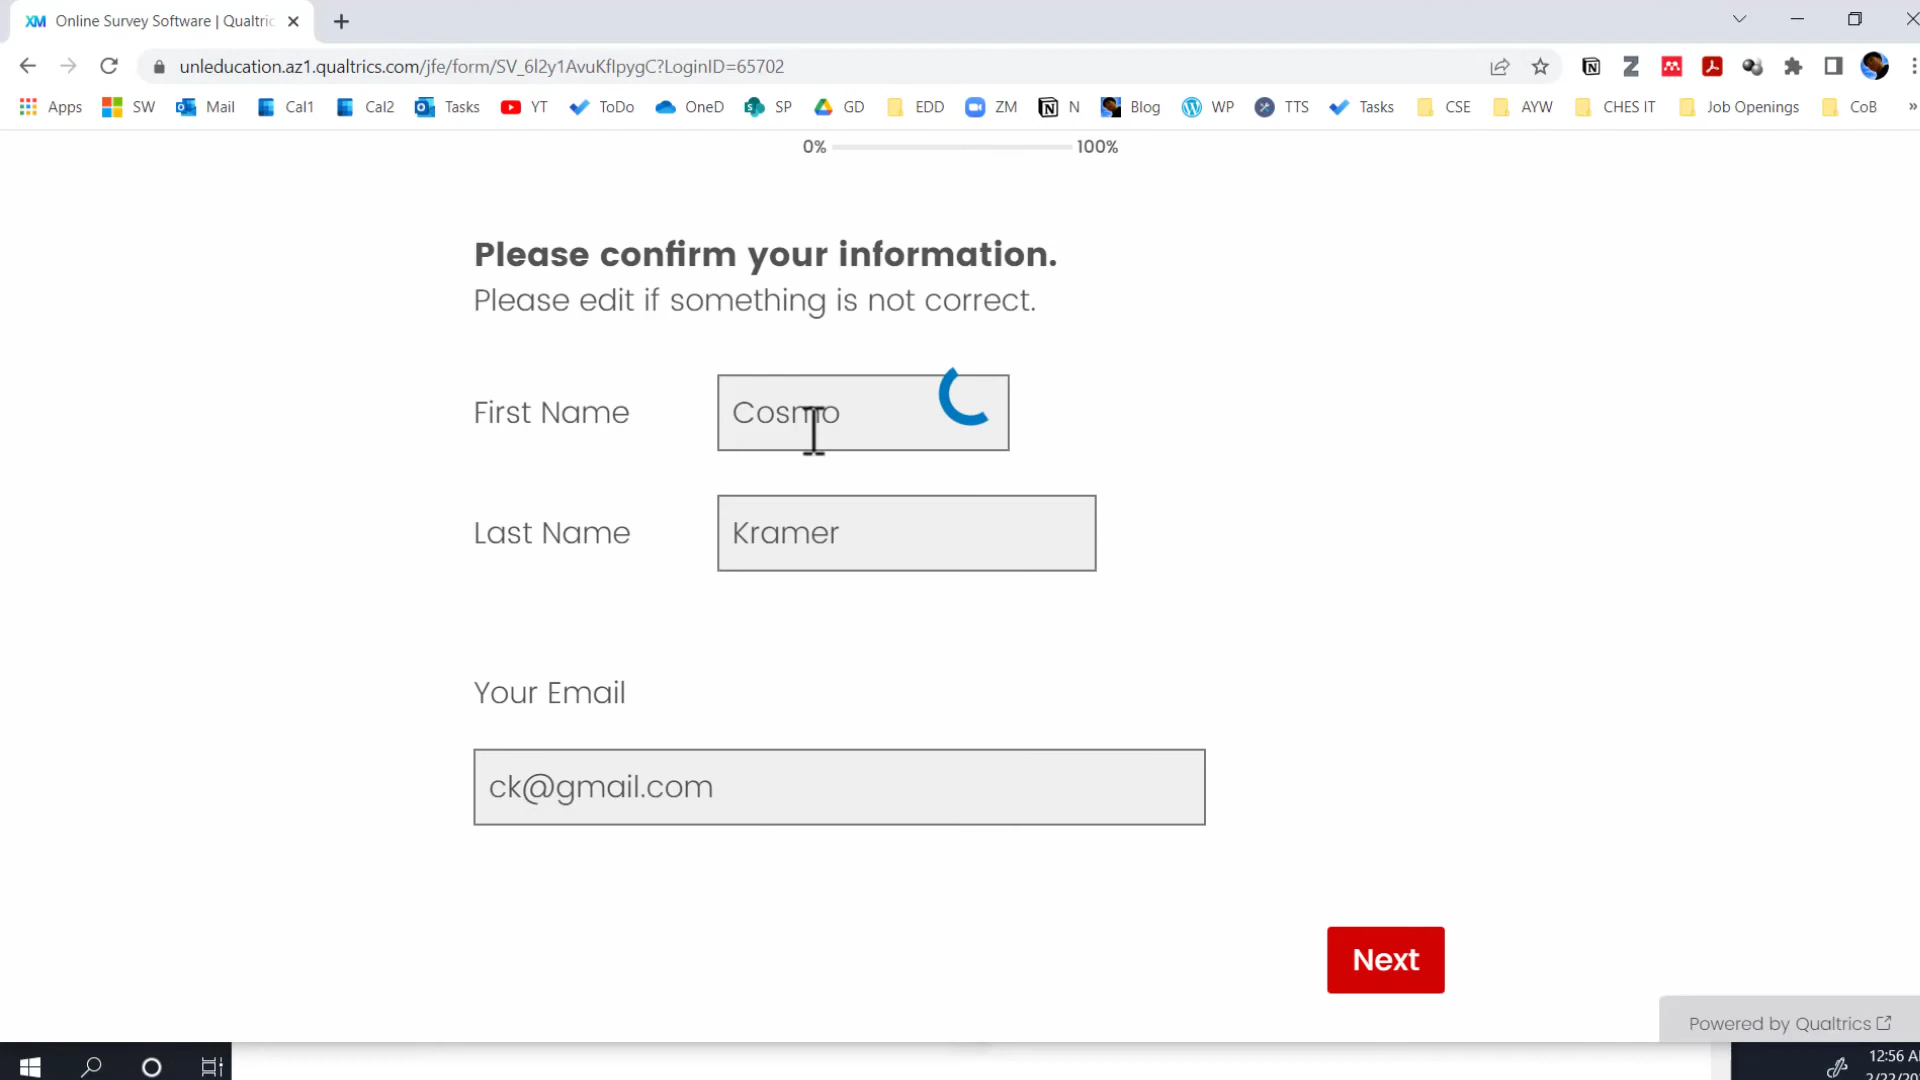 XM Online Survey Software | Qualtric
unleducation.az1.qualtrics.com/jfe/form/SV_6l2y1AvuKfIpygC?LoginID=65702
Apps SW Mail Cal1 Cal2 Tasks YT ToDo OneD SP GD EDD ZM N Blog WP TTS Tasks CSE AYW CHES IT Job Openings CoB »
0% 100%
Please confirm your information.
Please edit if something is not correct.
First Name Cosmo
Last Name Kramer
Your Email
ck@gmail.com
Next
Powered by Qualtrics
12:56 A